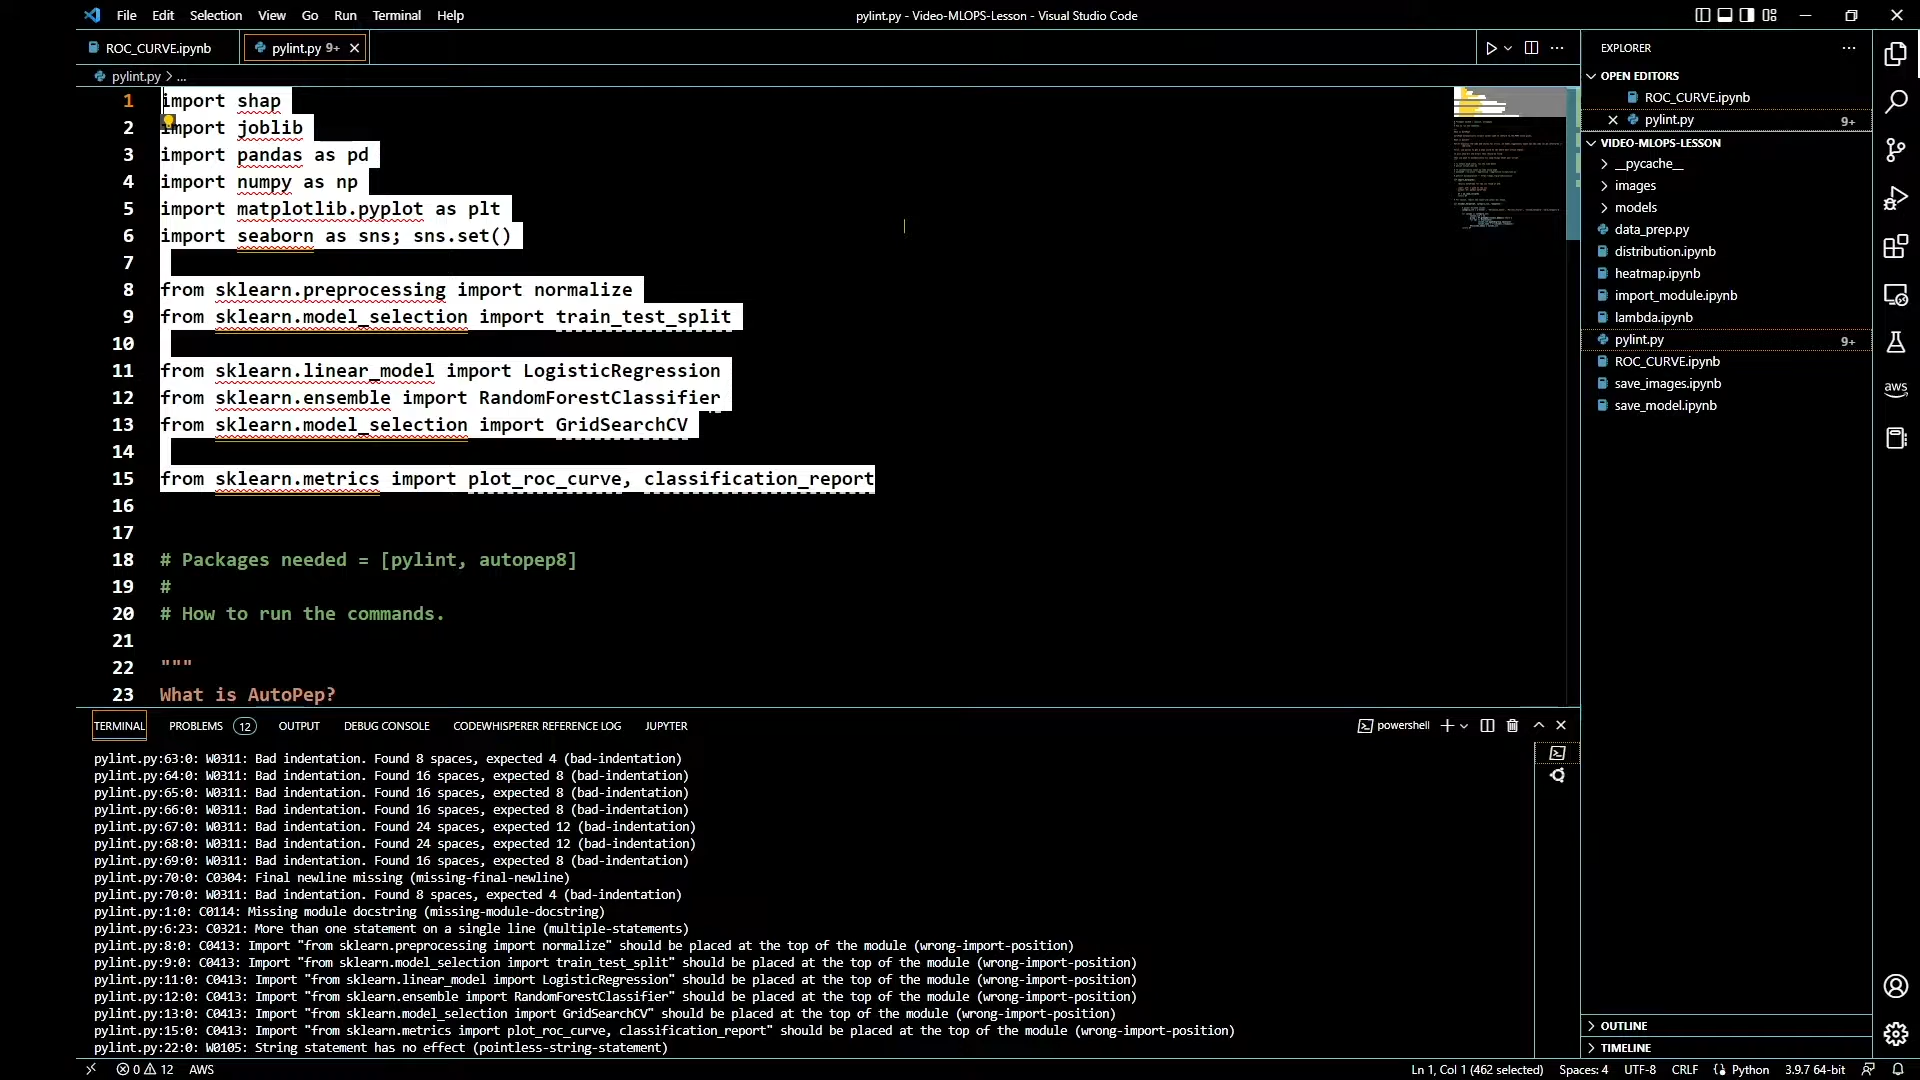 File Edit Selection View Go Run Terminal Help
pylint.py - Video-MLOPS-Lesson - Visual Studio Code
ROC_CURVE.ipynb
pylint.py 9+
pylint.py > ...
1 import shap
2 import joblib
3 import pandas as pd
4 import numpy as np
5 import matplotlib.pyplot as plt
6 import seaborn as sns; sns.set()
7
8 from sklearn.preprocessing import normalize
9 from sklearn.model_selection import train_test_split
10
11 from sklearn.linear_model import LogisticRegression
12 from sklearn.ensemble import RandomForestClassifier
13 from sklearn.model_selection import GridSearchCV
14
15 from sklearn.metrics import plot_roc_curve, classification_report
16
17
18 # Packages needed = [pylint, autopep8]
19 #
20 # How to run the commands.
21
22 """
23 What is AutoPep?
TERMINAL PROBLEMS 12 OUTPUT DEBUG CONSOLE CODEWHISPERER REFERENCE LOG JUPYTER
powershell
pylint.py:63:0: W0311: Bad indentation. Found 8 spaces, expected 4 (bad-indentation)
pylint.py:64:0: W0311: Bad indentation. Found 16 spaces, expected 8 (bad-indentation)
pylint.py:65:0: W0311: Bad indentation. Found 16 spaces, expected 8 (bad-indentation)
pylint.py:66:0: W0311: Bad indentation. Found 16 spaces, expected 8 (bad-indentation)
pylint.py:67:0: W0311: Bad indentation. Found 24 spaces, expected 12 (bad-indentation)
pylint.py:68:0: W0311: Bad indentation. Found 24 spaces, expected 12 (bad-indentation)
pylint.py:69:0: W0311: Bad indentation. Found 16 spaces, expected 8 (bad-indentation)
pylint.py:70:0: C0304: Final newline missing (missing-final-newline)
pylint.py:70:0: W0311: Bad indentation. Found 8 spaces, expected 4 (bad-indentation)
pylint.py:1:0: C0114: Missing module docstring (missing-module-docstring)
pylint.py:6:23: C0321: More than one statement on a single line (multiple-statements)
pylint.py:8:0: C0413: Import "from sklearn.preprocessing import normalize" should be placed at the top of the module (wrong-import-position)
pylint.py:9:0: C0413: Import "from sklearn.model_selection import train_test_split" should be placed at the top of the module (wrong-import-position)
pylint.py:11:0: C0413: Import "from sklearn.linear_model import LogisticRegression" should be placed at the top of the module (wrong-import-position)
pylint.py:12:0: C0413: Import "from sklearn.ensemble import RandomForestClassifier" should be placed at the top of the module (wrong-import-position)
pylint.py:13:0: C0413: Import "from sklearn.model_selection import GridSearchCV" should be placed at the top of the module (wrong-import-position)
pylint.py:15:0: C0413: Import "from sklearn.metrics import plot_roc_curve, classification_report" should be placed at the top of the module (wrong-import-position)
pylint.py:22:0: W0105: String statement has no effect (pointless-string-statement)
EXPLORER
OPEN EDITORS
ROC_CURVE.ipynb
pylint.py 9+
VIDEO-MLOPS-LESSON
__pycache__
images
models
data_prep.py
distribution.ipynb
heatmap.ipynb
import_module.ipynb
lambda.ipynb
pylint.py 9+
ROC_CURVE.ipynb
save_images.ipynb
save_model.ipynb
OUTLINE
TIMELINE
aws
0 12 AWS
Ln 1, Col 1 (462 selected) Spaces: 4 UTF-8 CRLF Python 3.9.7 64-bit